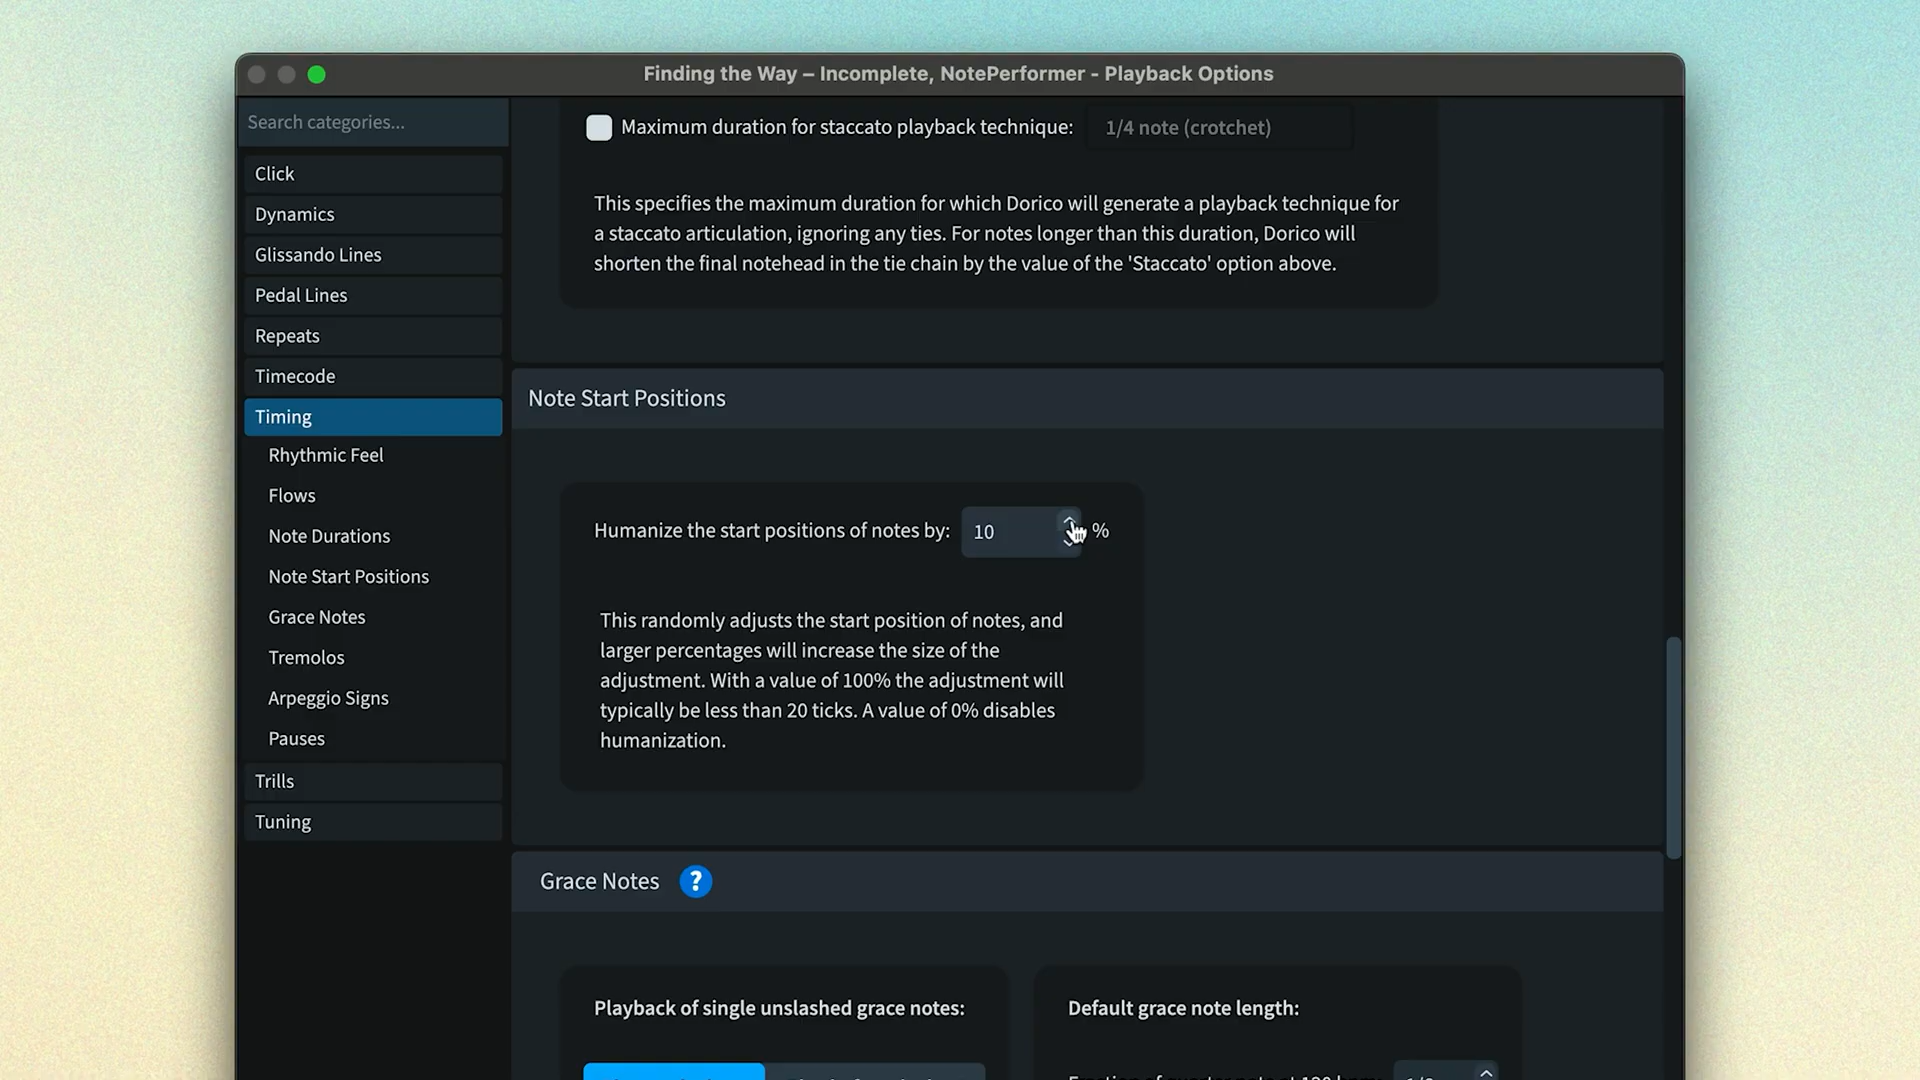 Finding the Way – Incomplete, NotePerformer - Playback Options
Search categories...
Click
Dynamics
Glissando Lines
Pedal Lines
Repeats
Timecode
Timing
Rhythmic Feel
Flows
Note Durations
Note Start Positions
Grace Notes
Tremolos
Arpeggio Signs
Pauses
Trills
Tuning
Maximum duration for staccato playback technique: 1/4 note (crotchet)
This specifies the maximum duration for which Dorico will generate a playback technique for
a staccato articulation, ignoring any ties. For notes longer than this duration, Dorico will
shorten the final notehead in the tie chain by the value of the 'Staccato' option above.
Note Start Positions
Humanize the start positions of notes by: 10 %
This randomly adjusts the start position of notes, and
larger percentages will increase the size of the
adjustment. With a value of 100% the adjustment will
typically be less than 20 ticks. A value of 0% disables
humanization.
Grace Notes ?
Playback of single unslashed grace notes:
Default grace note length: